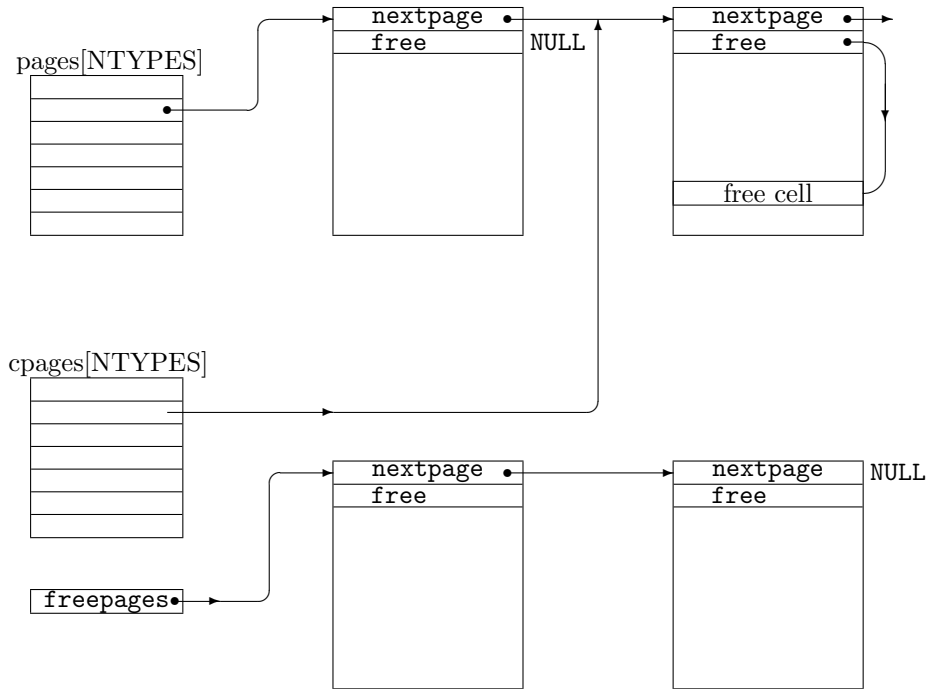 nextpage
free
NULL
nextpage
free
pages[NTYPES]
free cell
cpages[NTYPES]
nextpage
free
nextpage
NULL
free
freepages